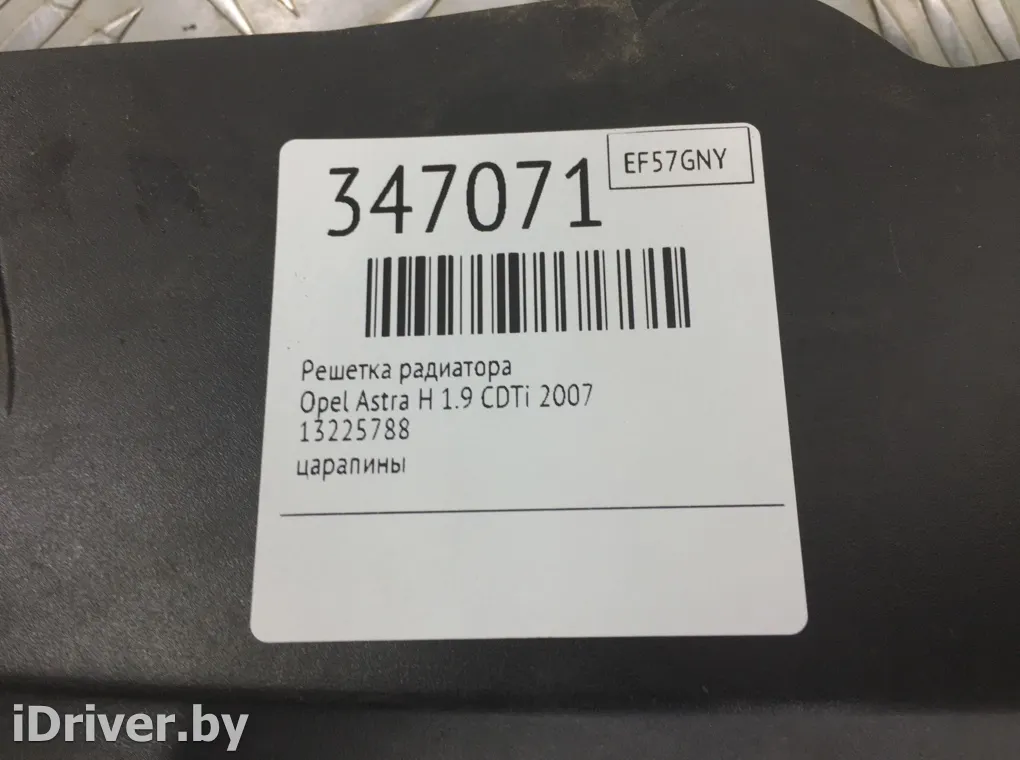 347071
EF57GNY
Решетка радиатора
Opel Astra H 1.9 CDTi 2007
13225788
царапины
iDriver.by